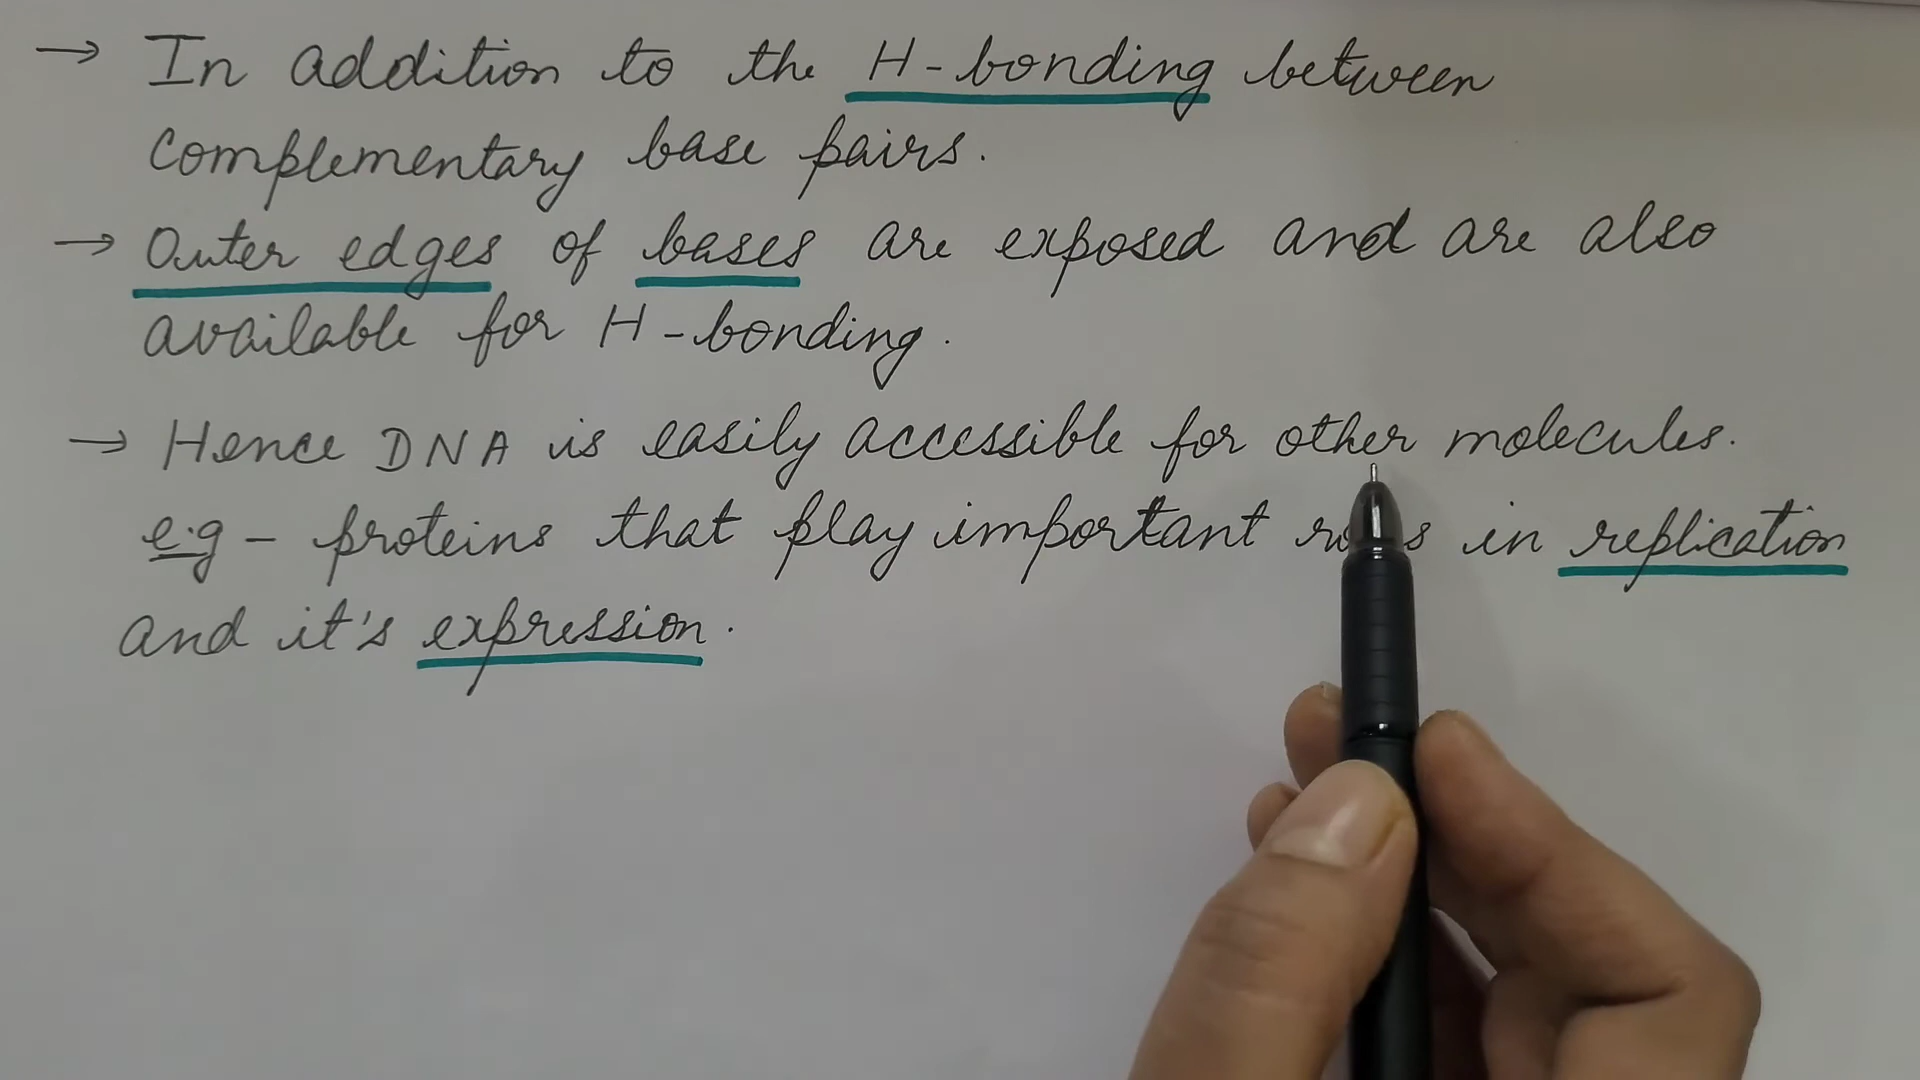 → In addition to the H-bonding between
complementary base pairs.
→ Outer edges of bases are exposed and are also
available for H-bonding.
→ Hence DNA is easily accessible for other molecules.
e.g - proteins that play important in replication
and it's expression.